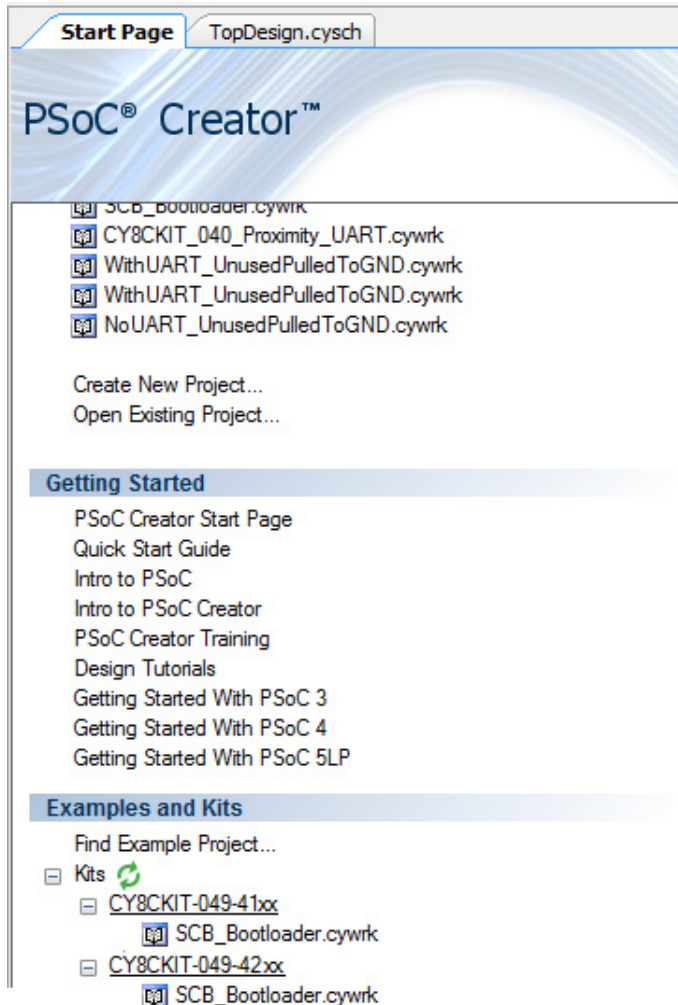 Start Page TopDesign.cysch
PSoC® Creator™
SCB_Bootloader.cywrk
CY8CKIT_040_Proximity_UART.cywrk
WithUART_UnusedPulledToGND.cywrk
WithUART_UnusedPulledToGND.cywrk
NoUART_UnusedPulledToGND.cywrk
Create New Project...
Open Existing Project...
Getting Started
PSoC Creator Start Page
Quick Start Guide
Intro to PSoC
Intro to PSoC Creator
PSoC Creator Training
Design Tutorials
Getting Started With PSoC 3
Getting Started With PSoC 4
Getting Started With PSoC 5LP
Examples and Kits
Find Example Project...
Kits
CY8CKIT-049-41xx
SCB_Bootloader.cywrk
CY8CKIT-049-42xx
SCB_Bootloader.cywrk